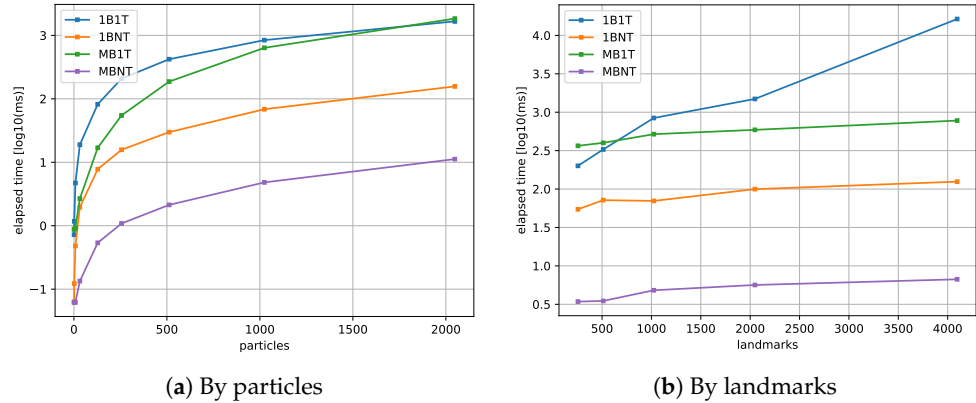 1B1T
1BNT
MB1T
MBNT
3
2
1
0
−1
elapsed time [log10(ms)]
0
500
1000
1500
2000
particles
(a) By particles
1B1T
1BNT
MB1T
MBNT
4.0
3.5
3.0
2.5
2.0
1.5
1.0
0.5
elapsed time [log10(ms)]
500
1000
1500
2000
2500
3000
3500
4000
landmarks
(b) By landmarks